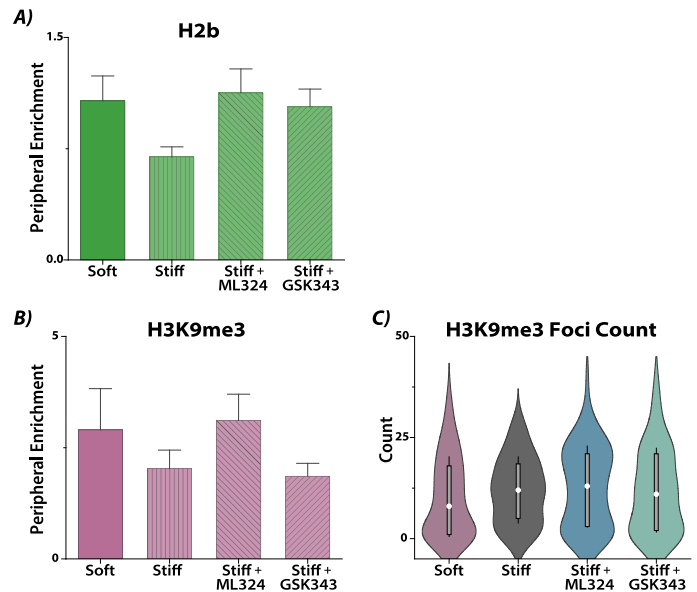 A)
H2b
1.5
Peripheral Enrichment
0.0
Soft
Stiff
Stiff +
ML324
Stiff +
GSK343
B)
H3K9me3
5
Peripheral Enrichment
0
Soft
Stiff
Stiff +
ML324
Stiff +
GSK343
C)
H3K9me3 Foci Count
50
Count
25
0
Soft
Stiff
Stiff +
ML324
Stiff +
GSK343